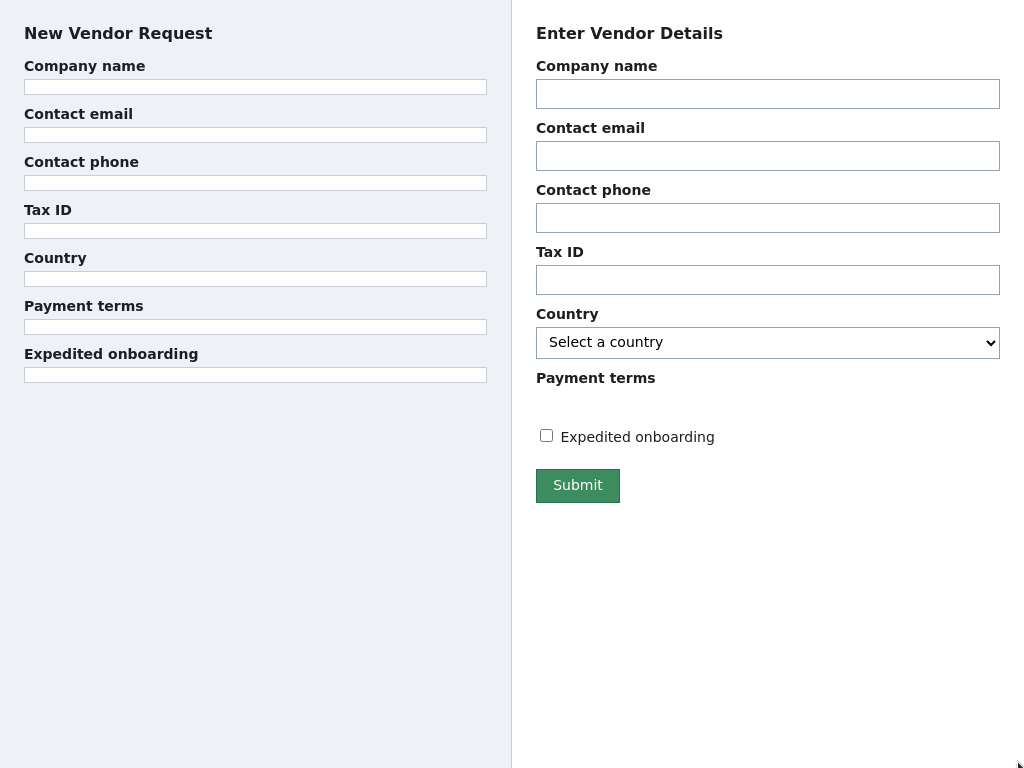 New Vendor Request
Company name
Contact email
Contact phone
Tax ID
Country
Payment terms
Expedited onboarding
Enter Vendor Details
Company name
Contact email
Contact phone
Tax ID
Country
Select a country
Payment terms
Expedited onboarding
Submit